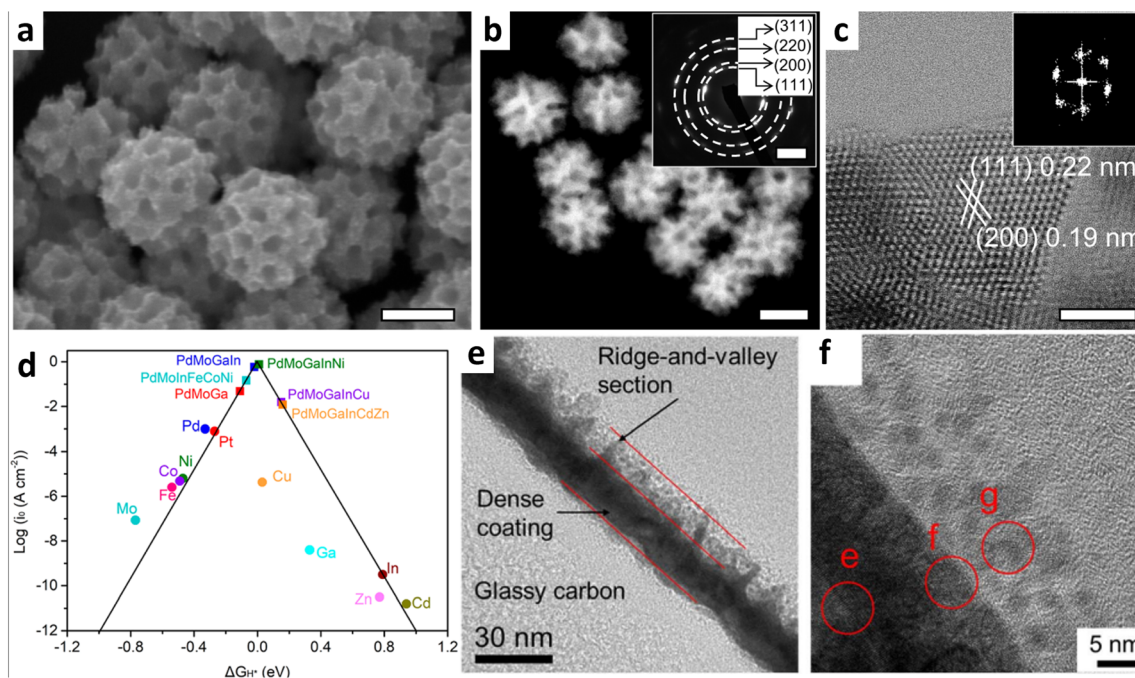 a
b
(311)
(220)
(200)
(111)
c
(111) 0.22 nm
(200) 0.19 nm
d
Log (i₀ (A cm⁻²))
0
-2
-4
-6
-8
-10
-12
PdMoGaIn
PdMoGaInNi
PdMoInFeCoNi
PdMoGaInCu
PdMoGa
PdMoGaInCdZn
Pd
Pt
Ni
Co
Cu
Fe
Mo
Ga
In
Zn
Cd
-1.2 -0.8 -0.4 0.0 0.4 0.8 1.2
ΔG_H* (eV)
e
Ridge-and-valley
section
Dense
coating
Glassy carbon
30 nm
f
g
f
e
5 nm